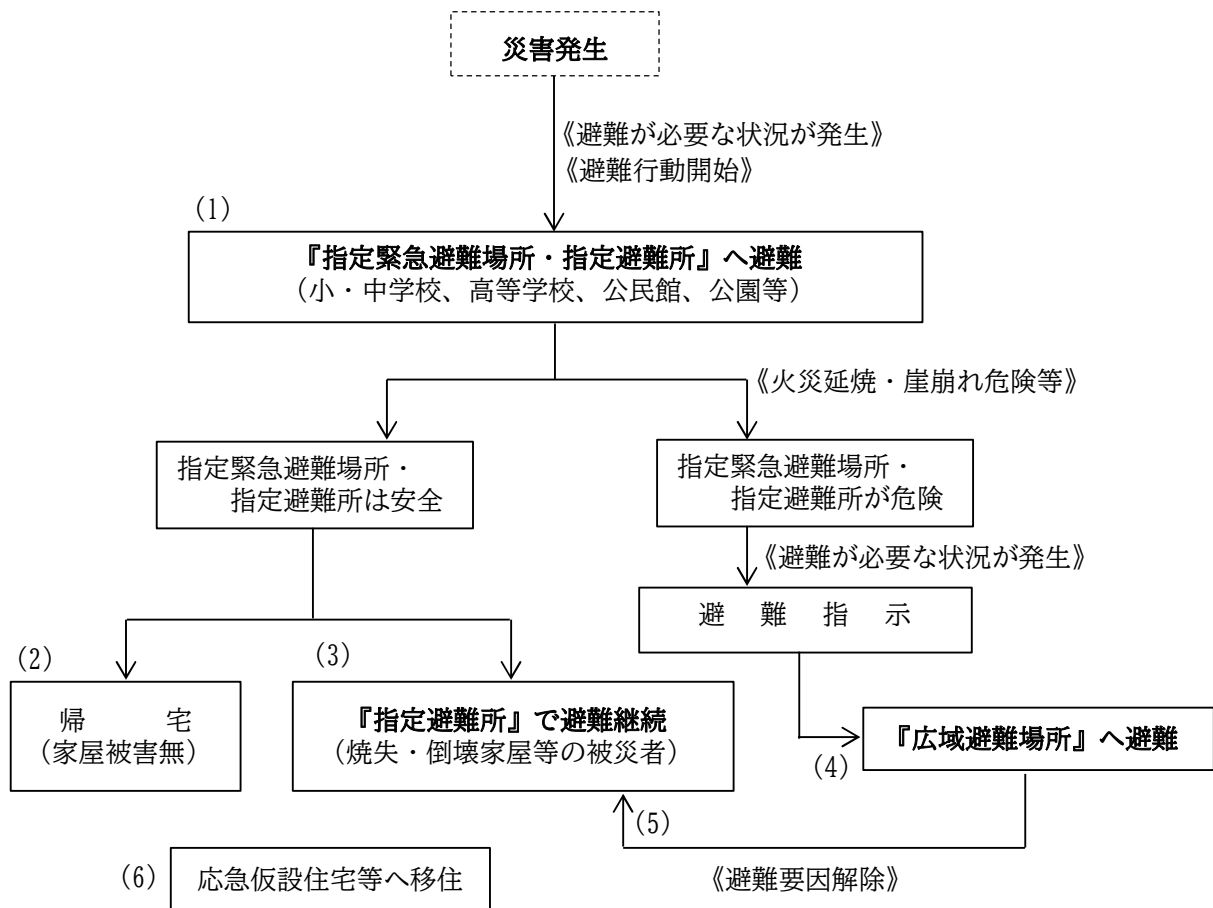 災害発生
《避難が必要な状況が発生》
《避難行動開始》
(1)
『指定緊急避難場所・指定避難所』へ避難
(小・中学校、高等学校、公民館、公園等)
《火災延焼・崖崩れ危険等》
指定緊急避難場所・
指定避難所は安全
指定緊急避難場所・
指定避難所が危険
《避難が必要な状況が発生》
避 難 指 示
(2)
帰 宅
(家屋被害無)
(3)
『指定避難所』で避難継続
(焼失・倒壊家屋等の被災者)
(4)
『広域避難場所』へ避難
(5)
《避難要因解除》
(6)
応急仮設住宅等へ移住